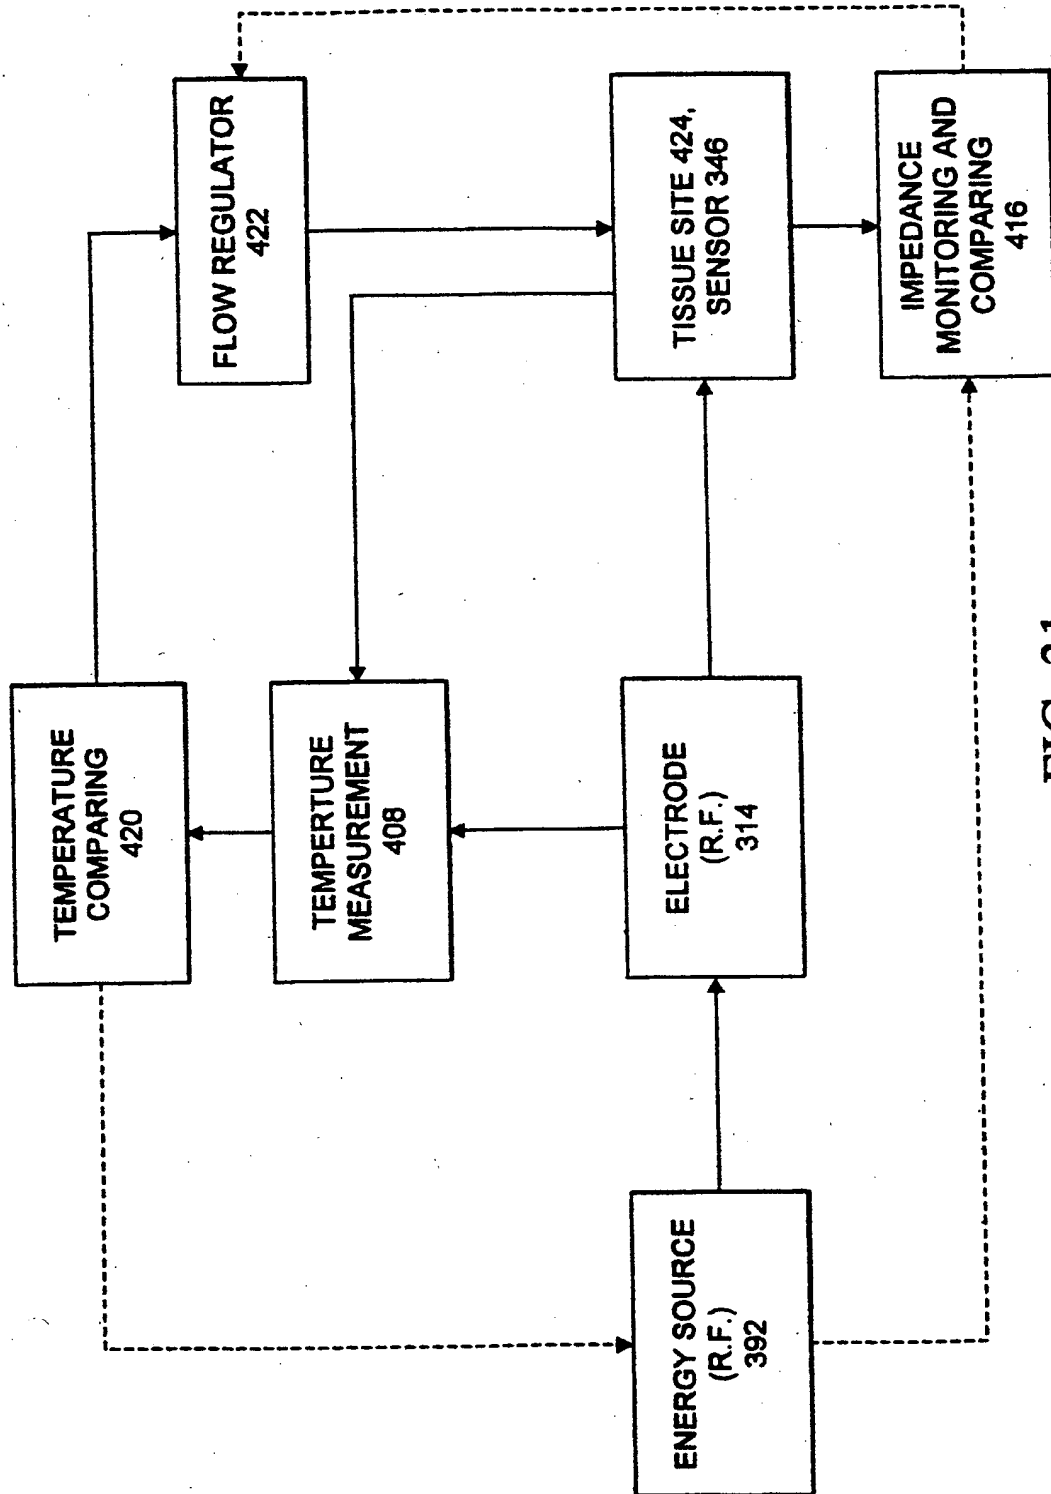 TEMPERATURE
COMPARING
420
FLOW REGULATOR
422
TEMPERTURE
MEASUREMENT
408
ENERGY SOURCE
(R.F.)
392
ELECTRODE
(R.F.)
314
TISSUE SITE 424,
SENSOR 346
IMPEDANCE
MONITORING AND
COMPARING
416